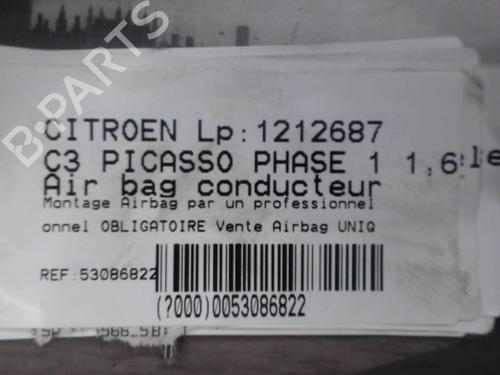 CITROEN Lp:1212687
C3 PICASSO PHASE 1 1,6
Air bag conducteur
Montage Airbag par un professionnel
onnel OBLIGATOIRE Vente Airbag UNIQ
REF:53086822
(?000)0053086822